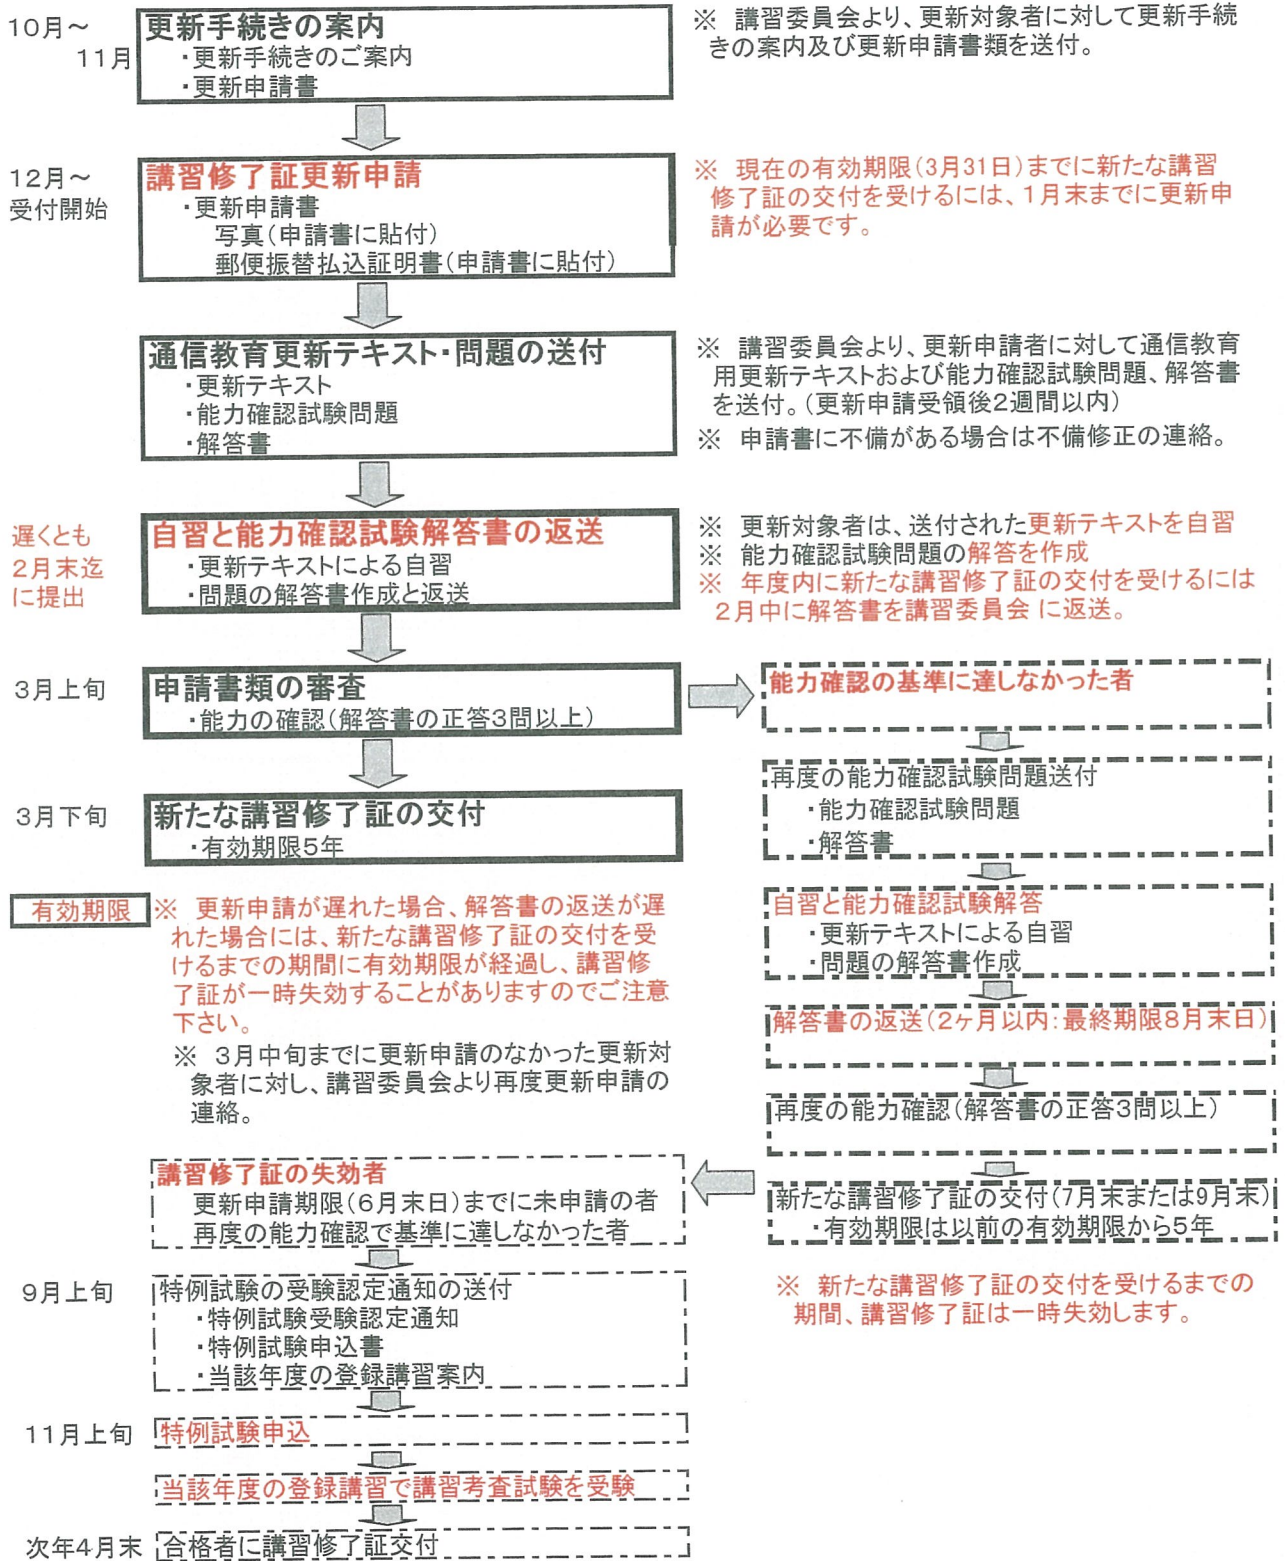 10月～
11月
更新手続きの案内
・更新手続きのご案内
・更新申請書
※ 講習委員会より、更新対象者に対して更新手続
きの案内及び更新申請書類を送付。
12月～
受付開始
講習修了証更新申請
・更新申請書
写真(申請書に貼付)
郵便振替払込証明書(申請書に貼付)
※ 現在の有効期限(3月31日)までに新たな講習
修了証の交付を受けるには、1月末までに更新申
請が必要です。
通信教育更新テキスト・問題の送付
・更新テキスト
・能力確認試験問題
・解答書
※ 講習委員会より、更新申請者に対して通信教育
用更新テキストおよび能力確認試験問題、解答書
を送付。(更新申請受領後2週間以内)
※ 申請書に不備がある場合は不備修正の連絡。
遅くとも
2月末迄
に提出
自習と能力確認試験解答書の返送
・更新テキストによる自習
・問題の解答書作成と返送
※ 更新対象者は、送付された更新テキストを自習
※ 能力確認試験問題の解答を作成
※ 年度内に新たな講習修了証の交付を受けるには
2月中に解答書を講習委員会 に返送。
3月上旬
申請書類の審査
・能力の確認(解答書の正答3問以上)
3月下旬
新たな講習修了証の交付
・有効期限5年
有効期限
※ 更新申請が遅れた場合、解答書の返送が遅
れた場合には、新たな講習修了証の交付を受
けるまでの期間に有効期限が経過し、講習修
了証が一時失効することがありますのでご注意
下さい。
※ 3月中旬までに更新申請のなかった更新対
象者に対し、講習委員会より再度更新申請の
連絡。
能力確認の基準に達しなかった者
再度の能力確認試験問題送付
・能力確認試験問題
・解答書
自習と能力確認試験解答
・更新テキストによる自習
・問題の解答書作成
解答書の返送(2ヶ月以内:最終期限8月末日)
再度の能力確認(解答書の正答3問以上)
新たな講習修了証の交付(7月末または9月末)
・有効期限は以前の有効期限から5年
※ 新たな講習修了証の交付を受けるまでの
期間、講習修了証は一時失効します。
講習修了証の失効者
更新申請期限(6月末日)までに未申請の者
再度の能力確認で基準に達しなかった者
9月上旬
特例試験の受験認定通知の送付
・特例試験受験認定通知
・特例試験申込書
・当該年度の登録講習案内
11月上旬
特例試験申込
当該年度の登録講習で講習考査試験を受験
次年4月末
合格者に講習修了証交付